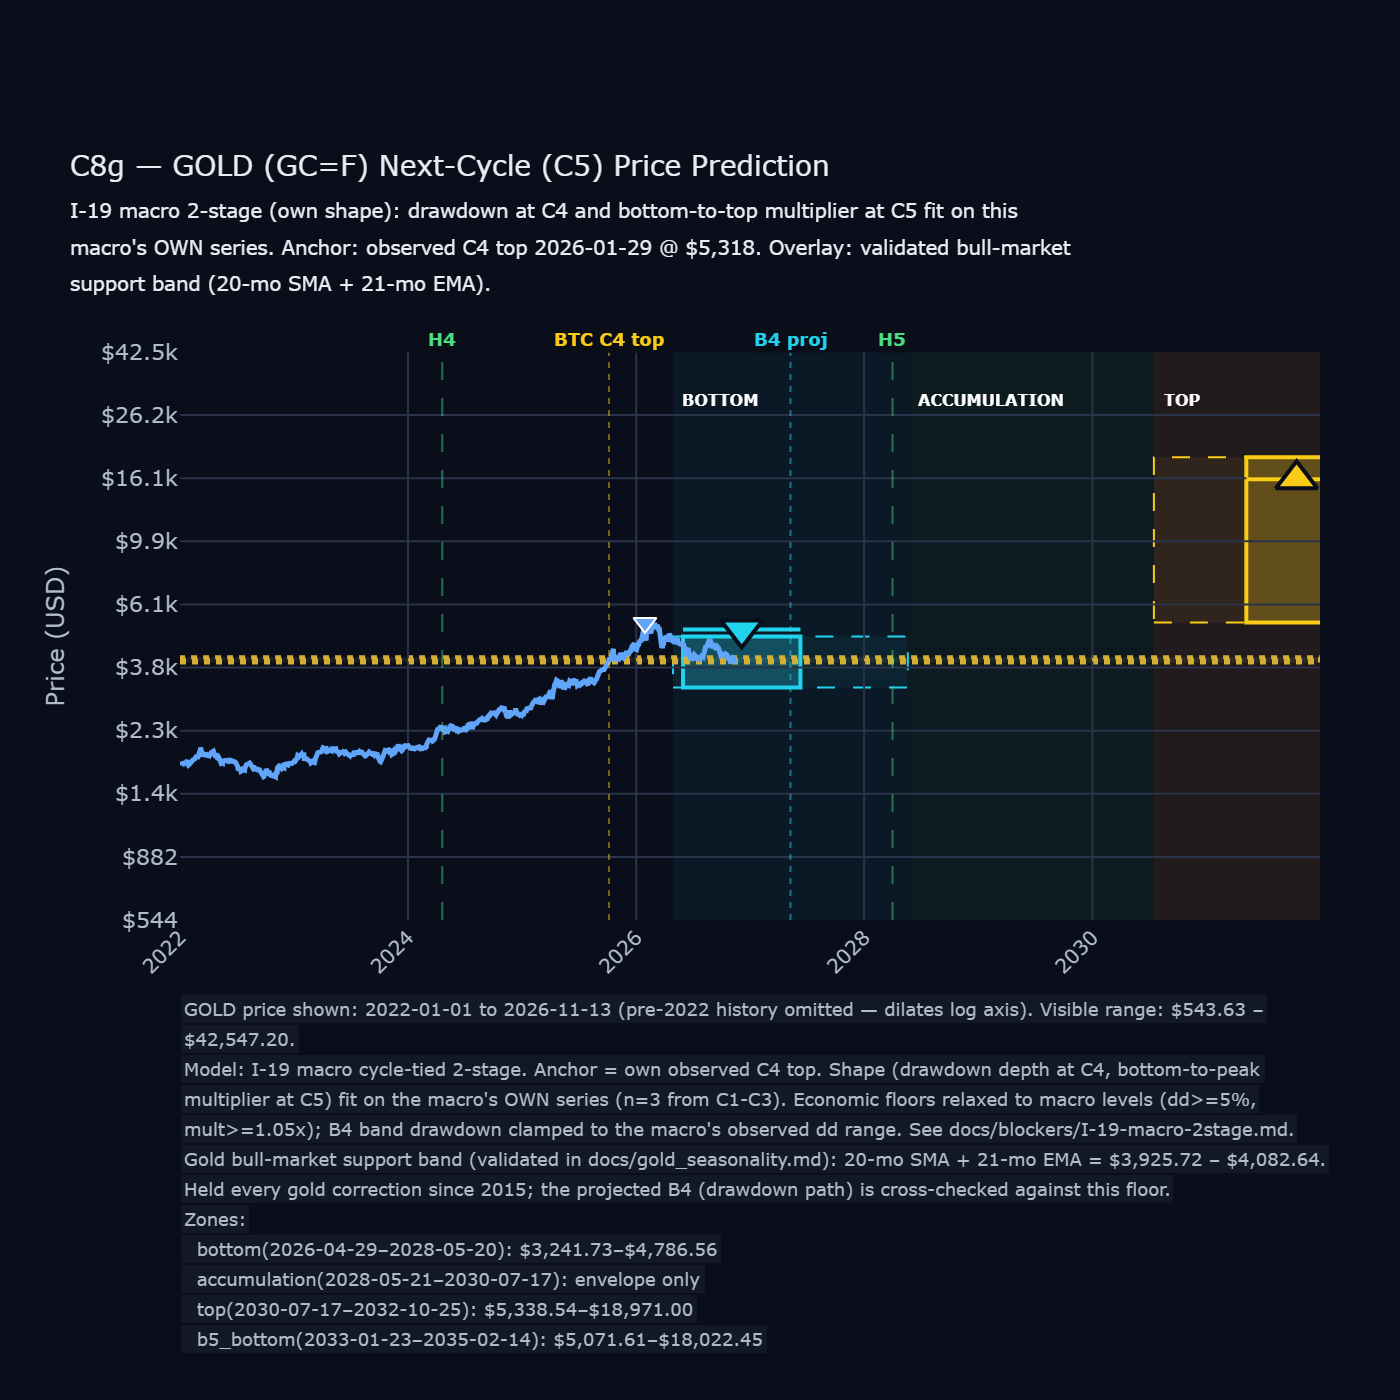 C8g — GOLD (GC=F) Next-Cycle (C5) Price Prediction
I-19 macro 2-stage (own shape): drawdown at C4 and bottom-to-top multiplier at C5 fit on this
macro's OWN series. Anchor: observed C4 top 2026-01-29 @ $5,318. Overlay: validated bull-market
support band (20-mo SMA + 21-mo EMA).
H4
BTC C4 top
B4 proj
H5
$42.5k
BOTTOM
ACCUMULATION
TOP
$26.2k
$16.1k
$9.9k
$6.1k
$3.8k
$2.3k
$1.4k
$882
$544
Price (USD)
2022
2024
2026
2028
2030
GOLD price shown: 2022-01-01 to 2026-11-13 (pre-2022 history omitted — dilates log axis). Visible range: $543.63 –
$42,547.20.
Model: I-19 macro cycle-tied 2-stage. Anchor = own observed C4 top. Shape (drawdown depth at C4, bottom-to-peak
multiplier at C5) fit on the macro's OWN series (n=3 from C1-C3). Economic floors relaxed to macro levels (dd>=5%,
mult>=1.05x); B4 band drawdown clamped to the macro's observed dd range. See docs/blockers/I-19-macro-2stage.md.
Gold bull-market support band (validated in docs/gold_seasonality.md): 20-mo SMA + 21-mo EMA = $3,925.72 – $4,082.64.
Held every gold correction since 2015; the projected B4 (drawdown path) is cross-checked against this floor.
Zones:
bottom(2026-04-29–2028-05-20): $3,241.73–$4,786.56
accumulation(2028-05-21–2030-07-17): envelope only
top(2030-07-17–2032-10-25): $5,338.54–$18,971.00
b5_bottom(2033-01-23–2035-02-14): $5,071.61–$18,022.45